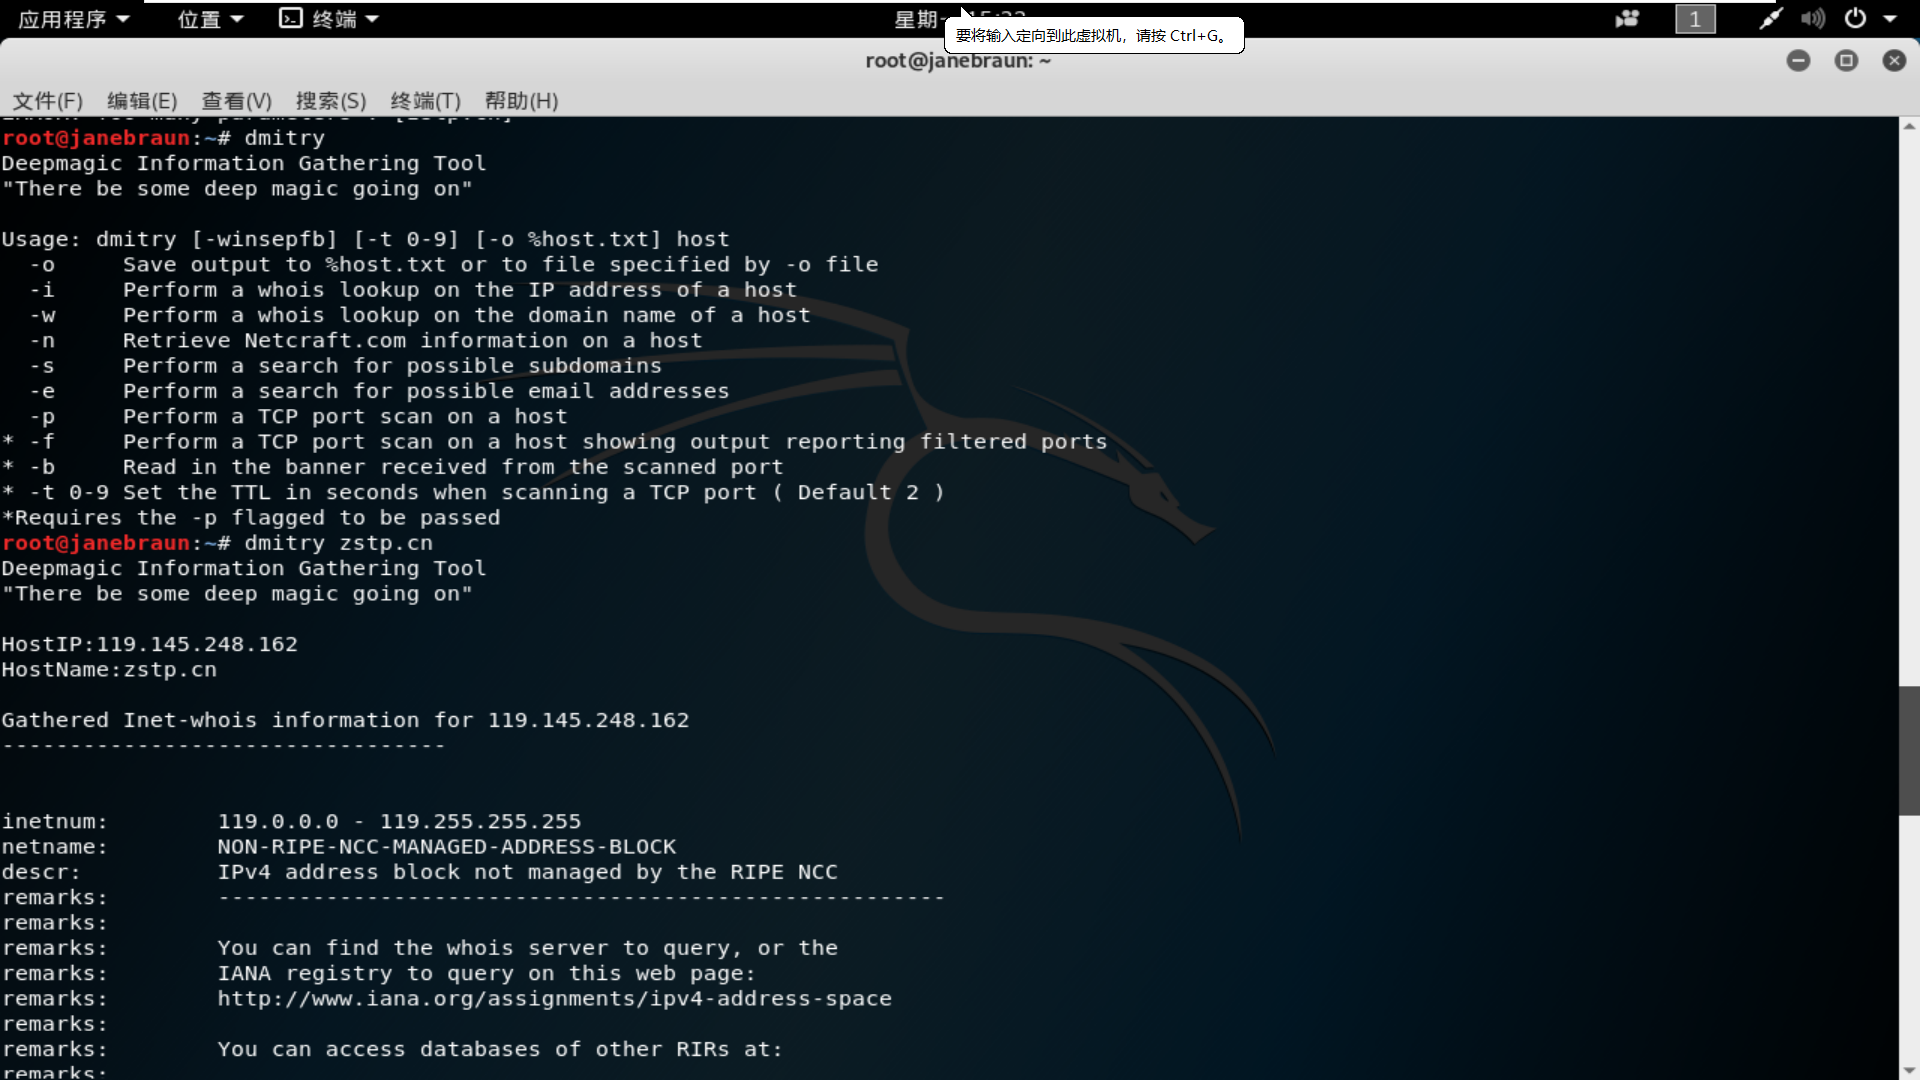 应用程序 位置 终端 星期一 1
要将输入定向到此虚拟机，请按 Ctrl+G。
root@janebraun: ~
文件(F) 编辑(E) 查看(V) 搜索(S) 终端(T) 帮助(H)
root@janebraun:~# dmitry
Deepmagic Information Gathering Tool
"There be some deep magic going on"
Usage: dmitry [-winsepfb] [-t 0-9] [-o %host.txt] host
-o Save output to %host.txt or to file specified by -o file
-i Perform a whois lookup on the IP address of a host
-w Perform a whois lookup on the domain name of a host
-n Retrieve Netcraft.com information on a host
-s Perform a search for possible subdomains
-e Perform a search for possible email addresses
-p Perform a TCP port scan on a host
* -f Perform a TCP port scan on a host showing output reporting filtered ports
* -b Read in the banner received from the scanned port
* -t 0-9 Set the TTL in seconds when scanning a TCP port ( Default 2 )
*Requires the -p flagged to be passed
root@janebraun:~# dmitry zstp.cn
Deepmagic Information Gathering Tool
"There be some deep magic going on"
HostIP:119.145.248.162
HostName:zstp.cn
Gathered Inet-whois information for 119.145.248.162
---------------------------------
inetnum: 119.0.0.0 - 119.255.255.255
netname: NON-RIPE-NCC-MANAGED-ADDRESS-BLOCK
descr: IPv4 address block not managed by the RIPE NCC
remarks: ------------------------------------------------------
remarks:
remarks: You can find the whois server to query, or the
remarks: IANA registry to query on this web page:
remarks: http://www.iana.org/assignments/ipv4-address-space
remarks:
remarks: You can access databases of other RIRs at:
remarks: